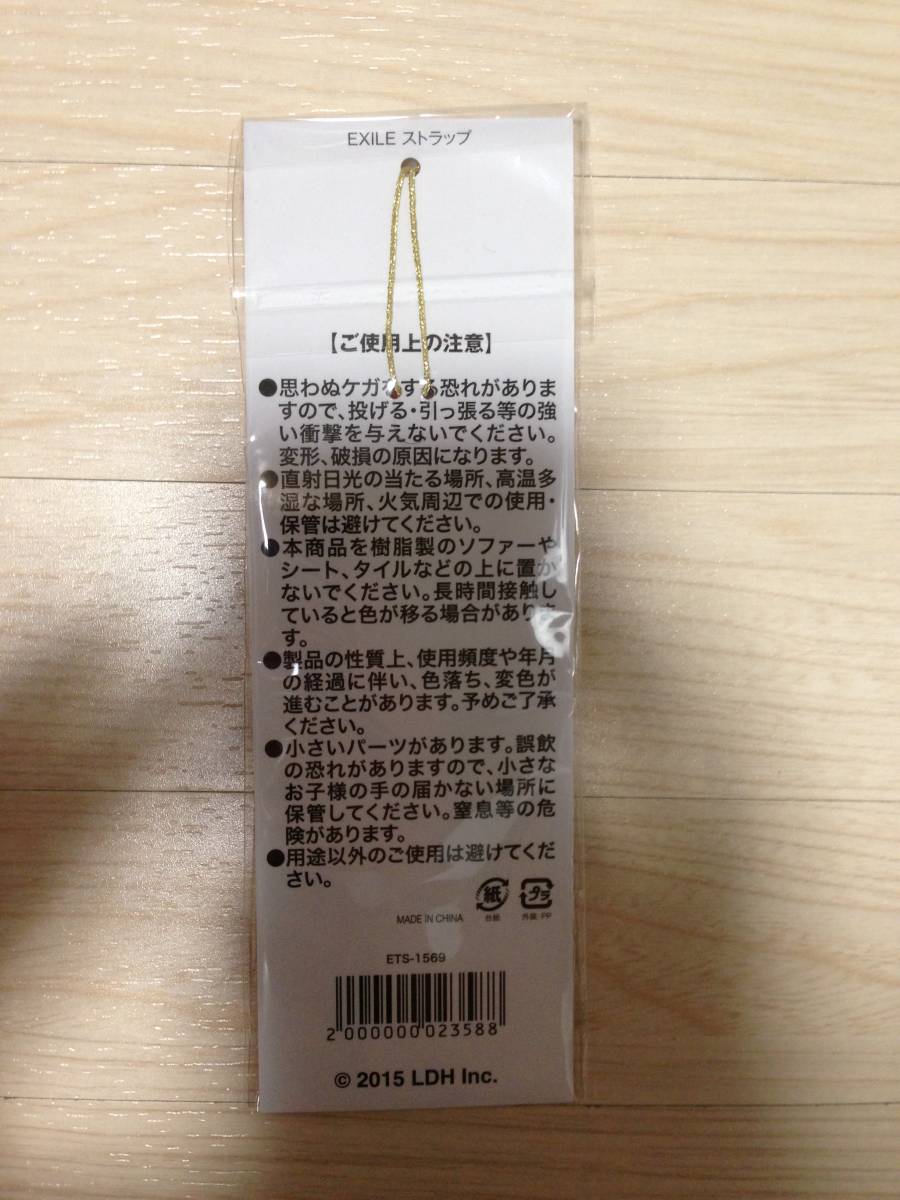 EXILE ストラップ
【ご使用上の注意】
●思わぬケガをする恐れがありま
すので、投げる・引っ張る等の強
い衝撃を与えないでください。
変形、破損の原因になります。
●直射日光の当たる場所、高温多
湿な場所、火気周辺での使用・
保管は避けてください。
●本商品を樹脂製のソファーや
シート、タイルなどの上に置か
ないでください。長時間接触し
ていると色が移る場合がありま
す。
●製品の性質上、使用頻度や年月
の経過に伴い、色落ち、変色が
進むことがあります。予めご了承
ください。
●小さいパーツがあります。誤飲
の恐れがありますので、小さな
お子様の手の届かない場所に
保管してください。窒息等の危
険があります。
●用途以外のご使用は避けてくだ
さい。
紙 プラ
MADE IN CHINA 台紙 外装:PP
ETS-1569
2000000023588
© 2015 LDH Inc.